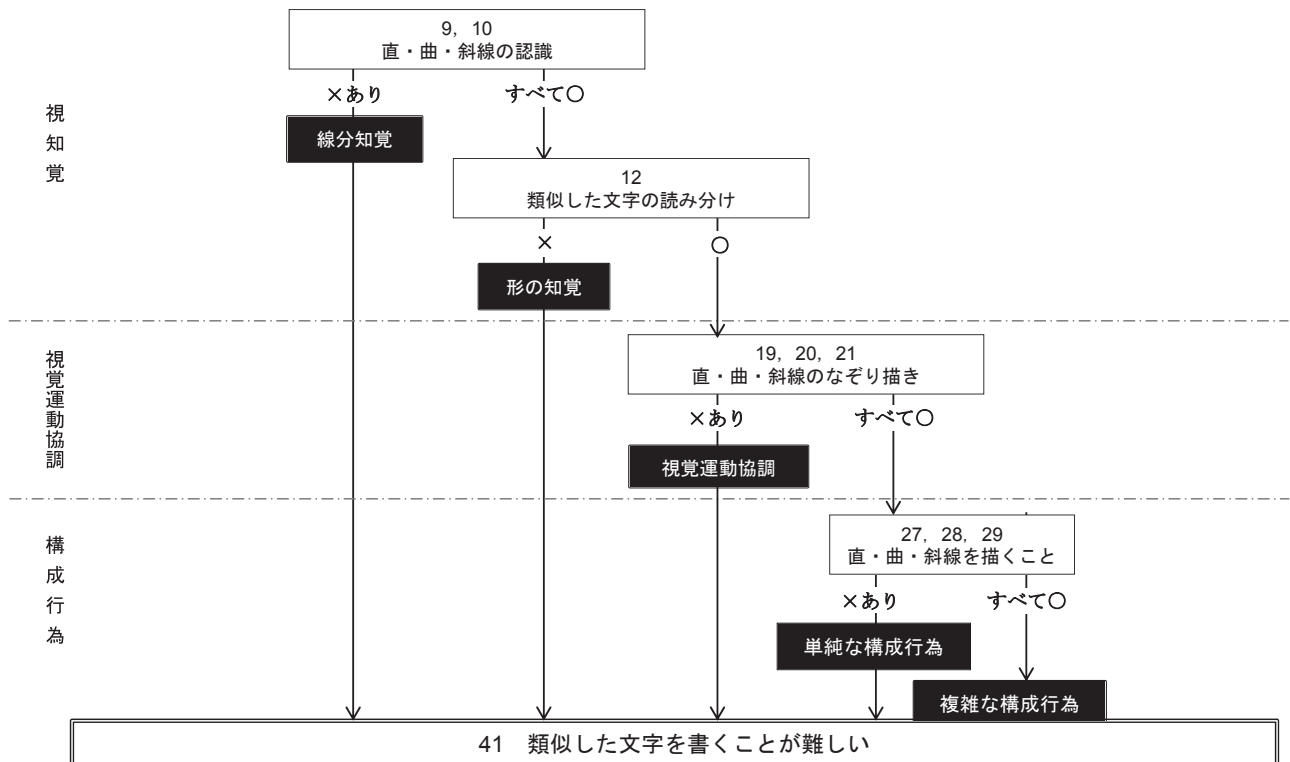 9, 10
直・曲・斜線の認識
×あり
すべて○
視知覚
線分知覚
12
類似した文字の読み分け
×
○
形の知覚
視覚運動協調
19, 20, 21
直・曲・斜線のなぞり描き
×あり
すべて○
視覚運動協調
構成行為
27, 28, 29
直・曲・斜線を描くこと
×あり
すべて○
単純な構成行為
複雑な構成行為
41 類似した文字を書くことが難しい